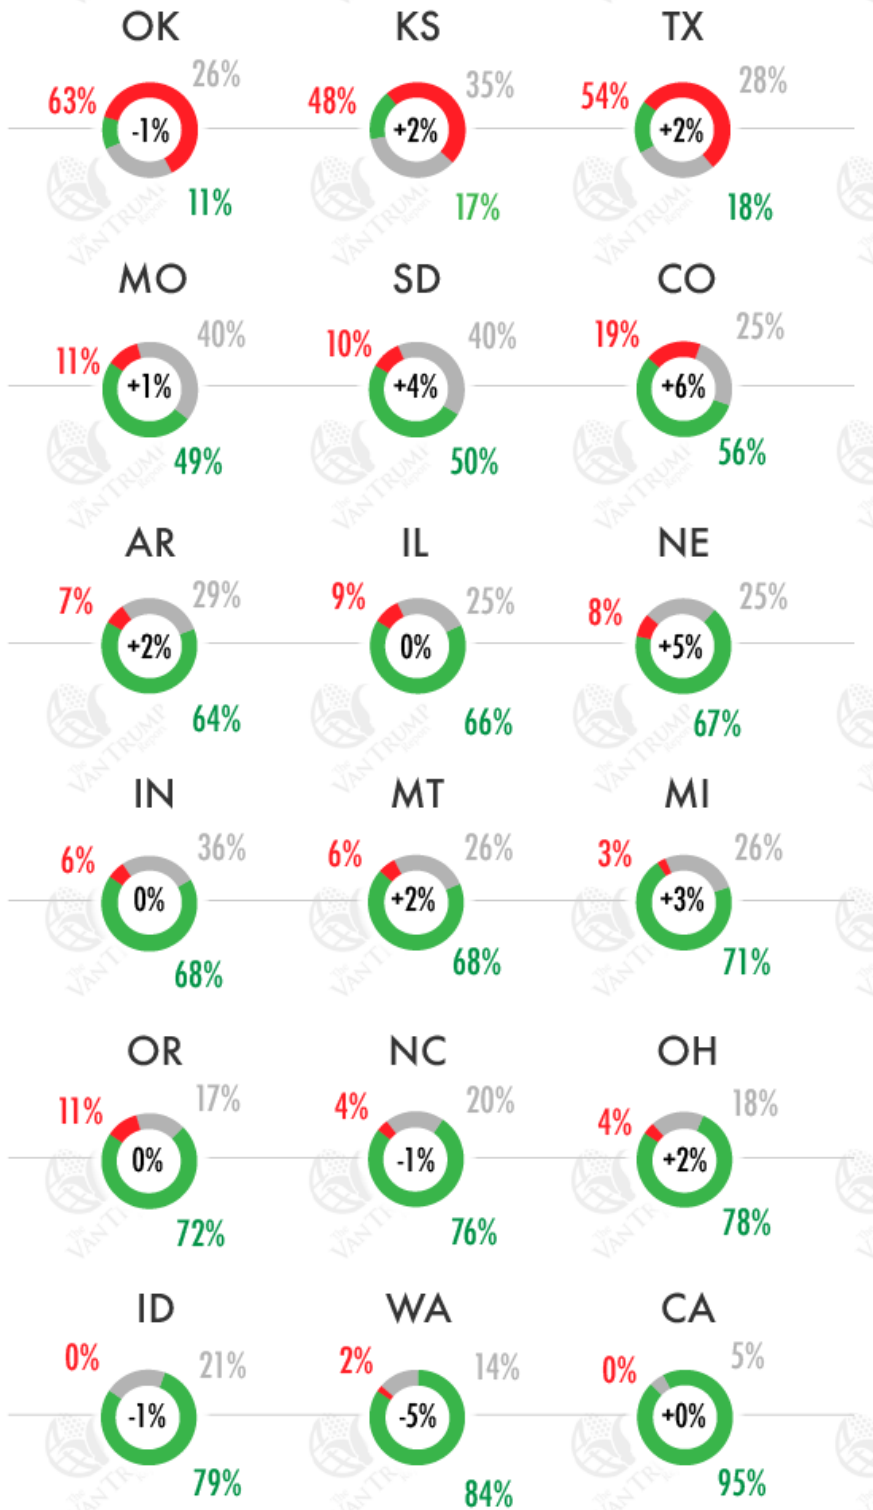 OK KS TX
63% 26% 48% 35% 54% 28%
-1% +2% +2%
11% 17% 18%
MO SD CO
11% 40% 10% 40% 19% 25%
+1% +4% +6%
49% 50% 56%
AR IL NE
7% 29% 9% 25% 8% 25%
+2% 0% +5%
64% 66% 67%
IN MT MI
6% 36% 6% 26% 3% 26%
0% +2% +3%
68% 68% 71%
OR NC OH
11% 17% 4% 20% 4% 18%
0% -1% +2%
72% 76% 78%
ID WA CA
0% 21% 2% 14% 0% 5%
-1% -5% +0%
79% 84% 95%
The
VAN TRUMP
Report